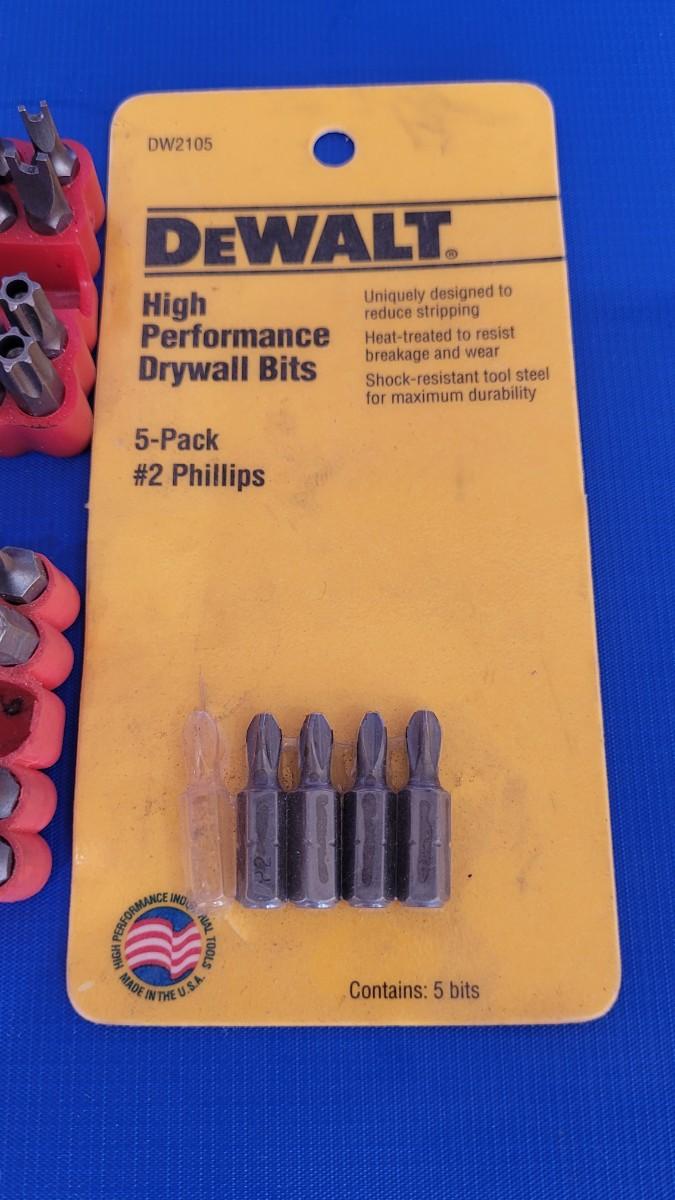 DW2105
DEWALT®
High
Performance
Drywall Bits
Uniquely designed to
reduce stripping
Heat-treated to resist
breakage and wear
Shock-resistant tool steel
for maximum durability
5-Pack
#2 Phillips
P2
HIGH PERFORMANCE INDUSTRIAL TOOLS
MADE IN THE U.S.A.
Contains: 5 bits